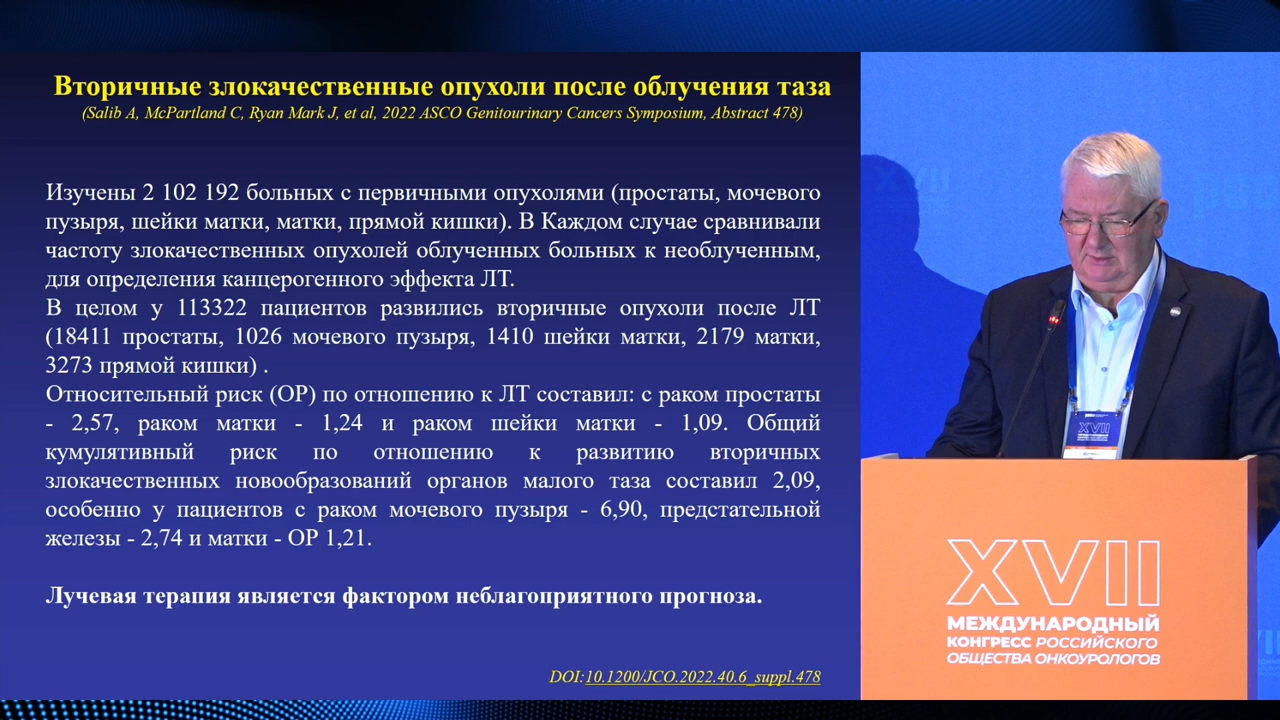 Вторичные злокачественные опухоли после облучения таза
(Salib A, McPartland C, Ryan Mark J, et al, 2022 ASCO Genitourinary Cancers Symposium, Abstract 478)
Изучены 2 102 192 больных с первичными опухолями (простаты, мочевого
пузыря, шейки матки, матки, прямой кишки). В Каждом случае сравнивали
частоту злокачественных опухолей облученных больных к необлученным,
для определения канцерогенного эффекта ЛТ.
В целом у 113322 пациентов развились вторичные опухоли после ЛТ
(18411 простаты, 1026 мочевого пузыря, 1410 шейки матки, 2179 матки,
3273 прямой кишки) .
Относительный риск (ОР) по отношению к ЛТ составил: с раком простаты
- 2,57, раком матки - 1,24 и раком шейки матки - 1,09. Общий
кумулятивный риск по отношению к развитию вторичных
злокачественных новообразований органов малого таза составил 2,09,
особенно у пациентов с раком мочевого пузыря - 6,90, предстательной
железы - 2,74 и матки - ОР 1,21.
Лучевая терапия является фактором неблагоприятного прогноза.
DOI:10.1200/JCO.2022.40.6_suppl.478
XVII
XVII
МЕЖДУНАРОДНЫЙ
КОНГРЕСС РОССИЙСКОГО
ОБЩЕСТВА ОНКОУРОЛОГОВ